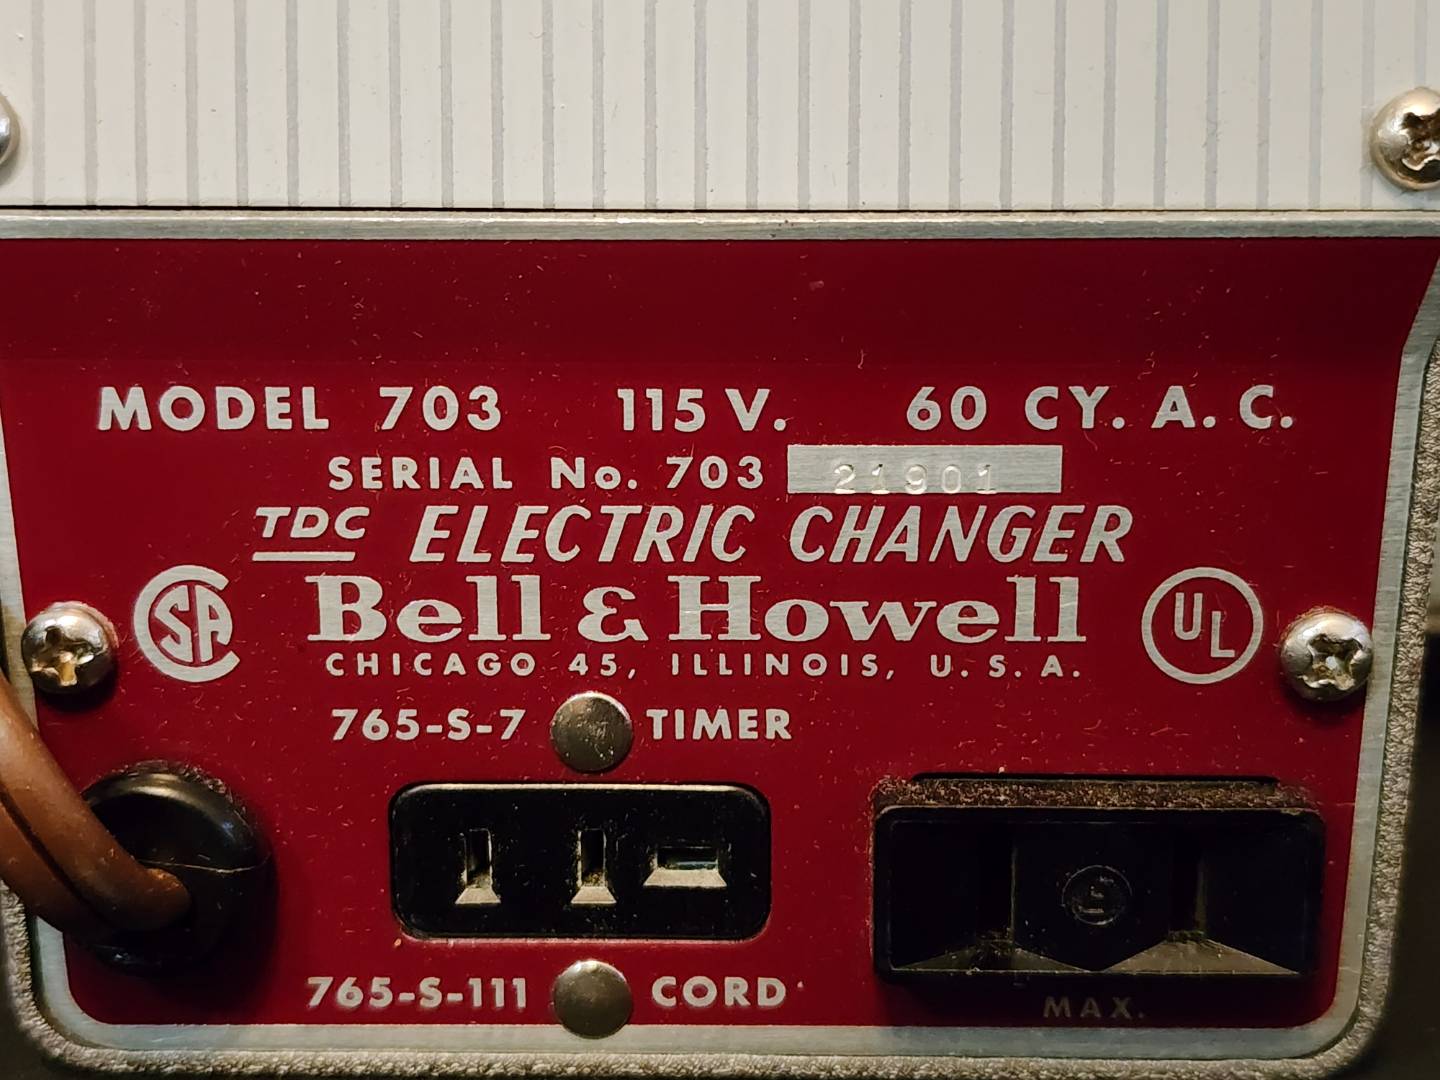 MODEL 703 115 V. 60 CY. A. C.
SERIAL No. 703 21901
TDC ELECTRIC CHANGER
SA Bell & Howell UL
CHICAGO 45, ILLINOIS, U. S. A.
765-S-7 TIMER
765-S-111 CORD
MAX.